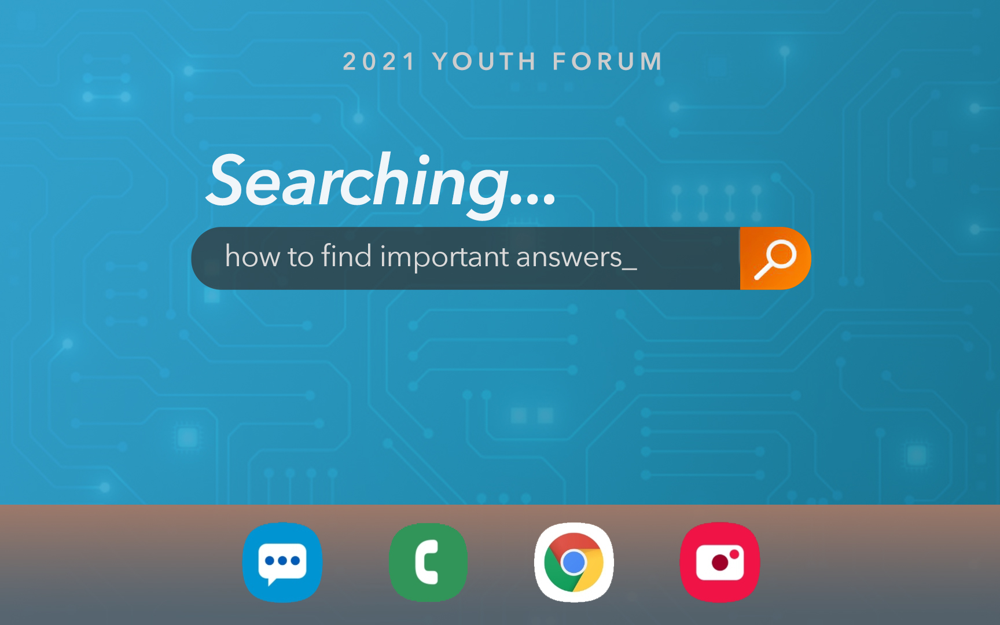 2021 YOUTH FORUM
Searching...
how to find important answers_